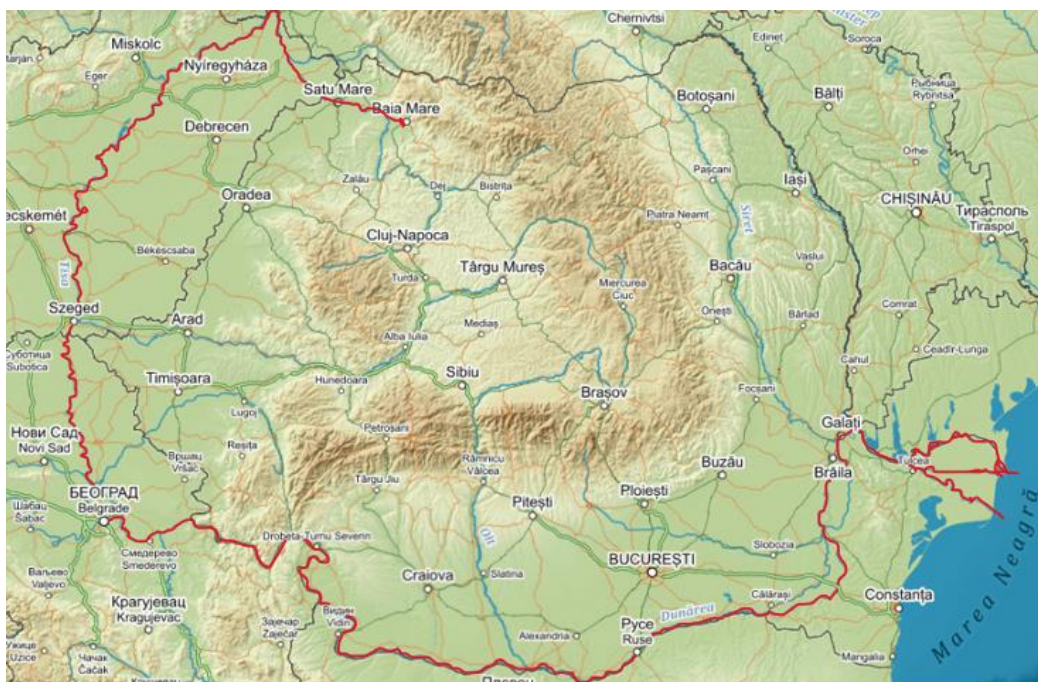 Chernivtsi
Edineț
Soroca
Miskolc
Eger
Nyíregyháza
Satu Mare
Baia Mare
Botoșani
Bălți
Рыбница
Rybnitsa
Debrecen
Orhei
Oradea
Zalău
Dej
Bistrița
Pașcani
Iași
CHIȘINĂU
Тирасполь
Tiraspol
ecskemét
Piatra Neamț
Siret
Cluj-Napoca
Békéscsaba
Tisa
Turda
Târgu Mureș
Miercurea
Ciuc
Bacău
Vaslui
Szeged
Arad
Alba Iulia
Mediaș
Onești
Bârlad
Comrat
Суботица
Subotica
Ceadîr-Lunga
Cahul
Timișoara
Hunedoara
Sibiu
Brașov
Focșani
Lugoj
Galați
Нови Сад
Novi Sad
Reșița
Petroșani
Вршац
Vršac
Râmnicu
Vâlcea
Buzău
Brăila
Tulcea
Târgu Jiu
БЕОГРАД
Belgrade
Шабац
Šabac
Pitești
Ploiești
Olt
Drobeta-Turnu Severin
Смедерево
Smederevo
Slobozia
BUCUREȘTI
Craiova
Slatina
Ваљево
Valjevo
Călărași
Constanța
Marea Neagră
Крагујевац
Kragujevac
Видин
Vidin
Dunărea
Русе
Ruse
Зајечар
Zaječar
Alexandria
Ужице
Užice
Чачак
Čačak
Mangalia